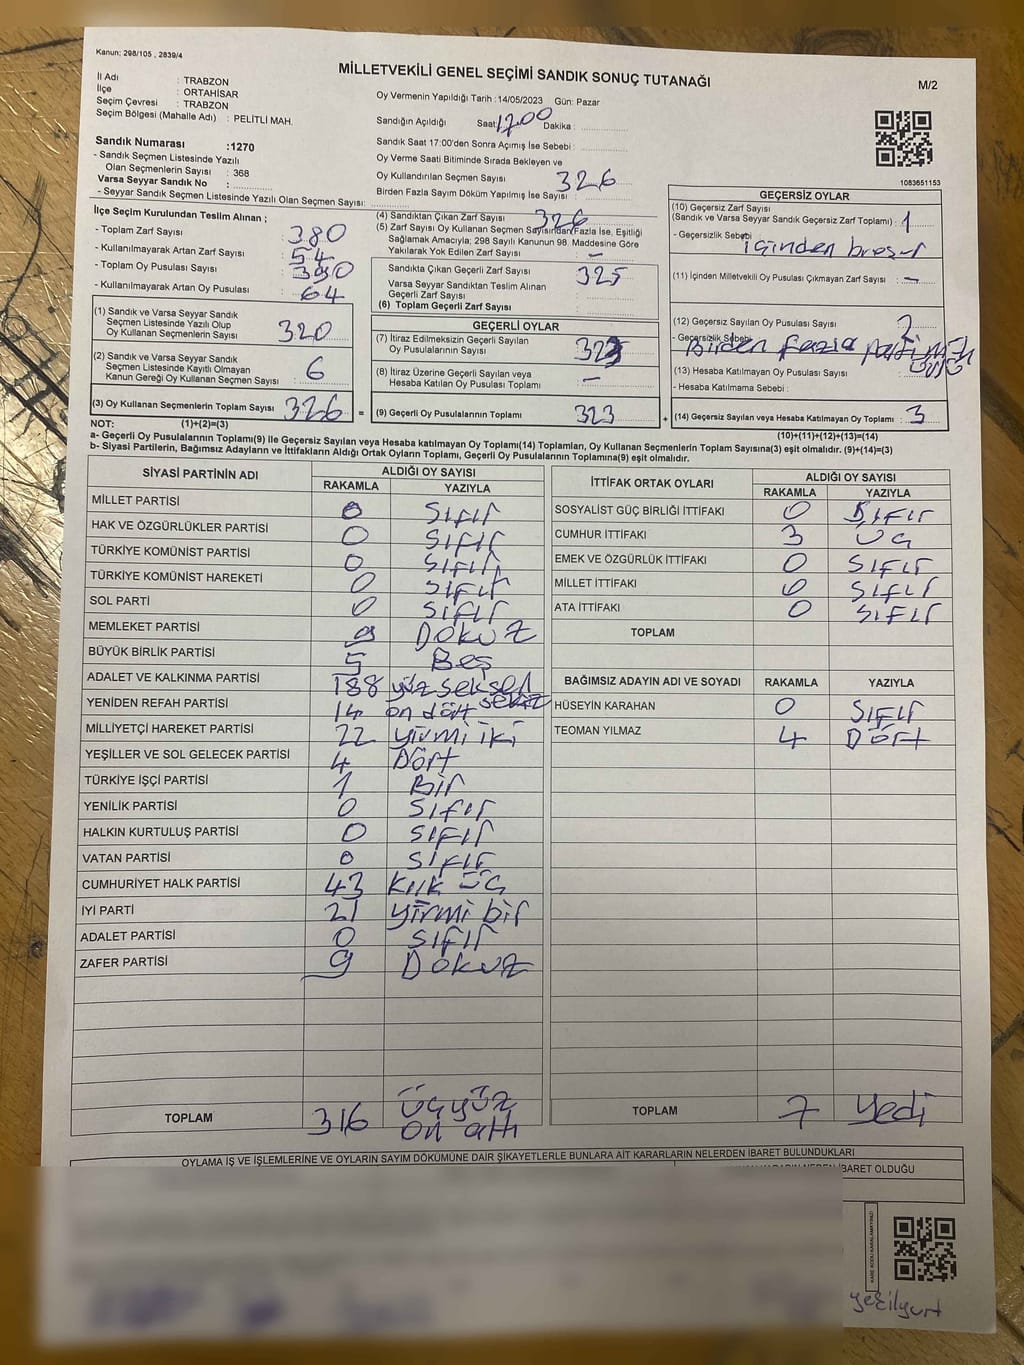 Kanun: 298/105 , 2839/4
MİLLETVEKİLİ GENEL SEÇİMİ SANDIK SONUÇ TUTANAĞI
M/2
İl Adı : TRABZON
İlçe : ORTAHİSAR
Seçim Çevresi : TRABZON
Seçim Bölgesi (Mahalle Adı) : PELİTLİ MAH.
Sandık Numarası :1270
- Sandık Seçmen Listesinde Yazılı
Olan Seçmenlerin Sayısı : 368
Varsa Seyyar Sandık No :
- Seyyar Sandık Seçmen Listesinde Yazılı Olan Seçmen Sayısı:
Oy Vermenin Yapıldığı Tarih : 14/05/2023 Gün: Pazar
Sandığın Açıldığı Saat: 17.00 Dakika :
Sandık Saat 17:00'den Sonra Açımış İse Sebebi :
Oy Verme Saati Bitiminde Sırada Bekleyen ve
Oy Kullandırılan Seçmen Sayısı : 326
Birden Fazla Sayım Döküm Yapılmış İse Sayısı :
1083651153
İlçe Seçim Kurulundan Teslim Alınan ;
- Toplam Zarf Sayısı : 380
- Kullanılmayarak Artan Zarf Sayısı : 54
- Toplam Oy Pusulası Sayısı : 390
- Kullanılmayarak Artan Oy Pusulası : 64
(4) Sandıktan Çıkan Zarf Sayısı : 326
(5) Zarf Sayısı Oy Kullanan Seçmen Sayısından Fazla İse, Eşitliği
Sağlamak Amacıyla; 298 Sayılı Kanunun 98. Maddesine Göre
Yakılarak Yok Edilen Zarf Sayısı : -
Sandıkta Çıkan Geçerli Zarf Sayısı : 325
Varsa Seyyar Sandıktan Teslim Alınan
Geçerli Zarf Sayısı :
(6) Toplam Geçerli Zarf Sayısı :
GEÇERSİZ OYLAR
(10) Geçersiz Zarf Sayısı
(Sandık ve Varsa Seyyar Sandık Geçersiz Zarf Toplamı) : 1
- Geçersizlik Sebebi : içinden broşür
(11) İçinden Milletvekili Oy Pusulası Çıkmayan Zarf Sayısı : -
(12) Geçersiz Sayılan Oy Pusulası Sayısı : 2
- Geçersizlik Sebebi : Birden fazla parti
(13) Hesaba Katılmayan Oy Pusulası Sayısı :
- Hesaba Katılmama Sebebi :
(14) Geçersiz Sayılan veya Hesaba Katılmayan Oy Toplamı : 3
(10)+(11)+(12)+(13)=(14)
(1) Sandık ve Varsa Seyyar Sandık
Seçmen Listesinde Yazılı Olup
Oy Kullanan Seçmenlerin Sayısı : 320
(2) Sandık ve Varsa Seyyar Sandık
Seçmen Listesinde Kayıtlı Olmayan
Kanun Gereği Oy Kullanan Seçmen Sayısı : 6
(3) Oy Kullanan Seçmenlerin Toplam Sayısı : 326 =
GEÇERLİ OYLAR
(7) İtiraz Edilmeksizin Geçerli Sayılan
Oy Pusulalarının Sayısı : 323
(8) İtiraz Üzerine Geçerli Sayılan veya
Hesaba Katılan Oy Pusulası Toplamı : -
(9) Geçerli Oy Pusulalarının Toplamı : 323 +
NOT: (1)+(2)=(3)
a- Geçerli Oy Pusulalarının Toplamı(9) İle Geçersiz Sayılan veya Hesaba katılmayan Oy Toplamı(14) Toplamları, Oy Kullanan Seçmenlerin Toplam Sayısına(3) eşit olmalıdır. (9)+(14)=(3)
b- Siyasi Partilerin, Bağımsız Adayların ve İttifakların Aldığı Ortak Oyların Toplamı, Geçerli Oy Pusulalarının Toplamına(9) eşit olmalıdır.
SİYASİ PARTİNİN ADI ALDIĞI OY SAYISI
RAKAMLA YAZIYLA
MİLLET PARTİSİ 0 Sıfır
HAK VE ÖZGÜRLÜKLER PARTİSİ 0 Sıfır
TÜRKİYE KOMÜNİST PARTİSİ 0 Sıfır
TÜRKİYE KOMÜNİST HAREKETİ 0 Sıfır
SOL PARTİ 0 Sıfır
MEMLEKET PARTİSİ 9 Dokuz
BÜYÜK BİRLİK PARTİSİ 5 Beş
ADALET VE KALKINMA PARTİSİ 188 yüz seksen sekiz
YENİDEN REFAH PARTİSİ 14 on dört
MİLLİYETÇİ HAREKET PARTİSİ 22 yirmi iki
YEŞİLLER VE SOL GELECEK PARTİSİ 4 Dört
TÜRKİYE İŞÇİ PARTİSİ 1 Bir
YENİLİK PARTİSİ 0 Sıfır
HALKIN KURTULUŞ PARTİSİ 0 Sıfır
VATAN PARTİSİ 0 Sıfır
CUMHURİYET HALK PARTİSİ 43 Kırk üç
İYİ PARTİ 21 yirmi bir
ADALET PARTİSİ 0 Sıfır
ZAFER PARTİSİ 9 Dokuz
TOPLAM 316 üçyüz
on altı
İTTİFAK ORTAK OYLARI ALDIĞI OY SAYISI
RAKAMLA YAZIYLA
SOSYALİST GÜÇ BİRLİĞİ İTTİFAKI 0 Sıfır
CUMHUR İTTİFAKI 3 üç
EMEK VE ÖZGÜRLÜK İTTİFAKI 0 Sıfır
MİLLET İTTİFAKI 0 Sıfır
ATA İTTİFAKI 0 Sıfır
TOPLAM
BAĞIMSIZ ADAYIN ADI VE SOYADI RAKAMLA YAZIYLA
HÜSEYİN KARAHAN 0 Sıfır
TEOMAN YILMAZ 4 Dört
TOPLAM 7 yedi
OYLAMA İŞ VE İŞLEMLERİNE VE OYLARIN SAYIM DÖKÜMÜNE DAİR ŞİKAYETLERLE BUNLARA AİT KARARLARIN NELERDEN İBARET BULUNDUKLARI
KARARIN NEDEN İBARET OLDUĞU
KARE KODU KARALAMAYINIZ!
yeşilyurt